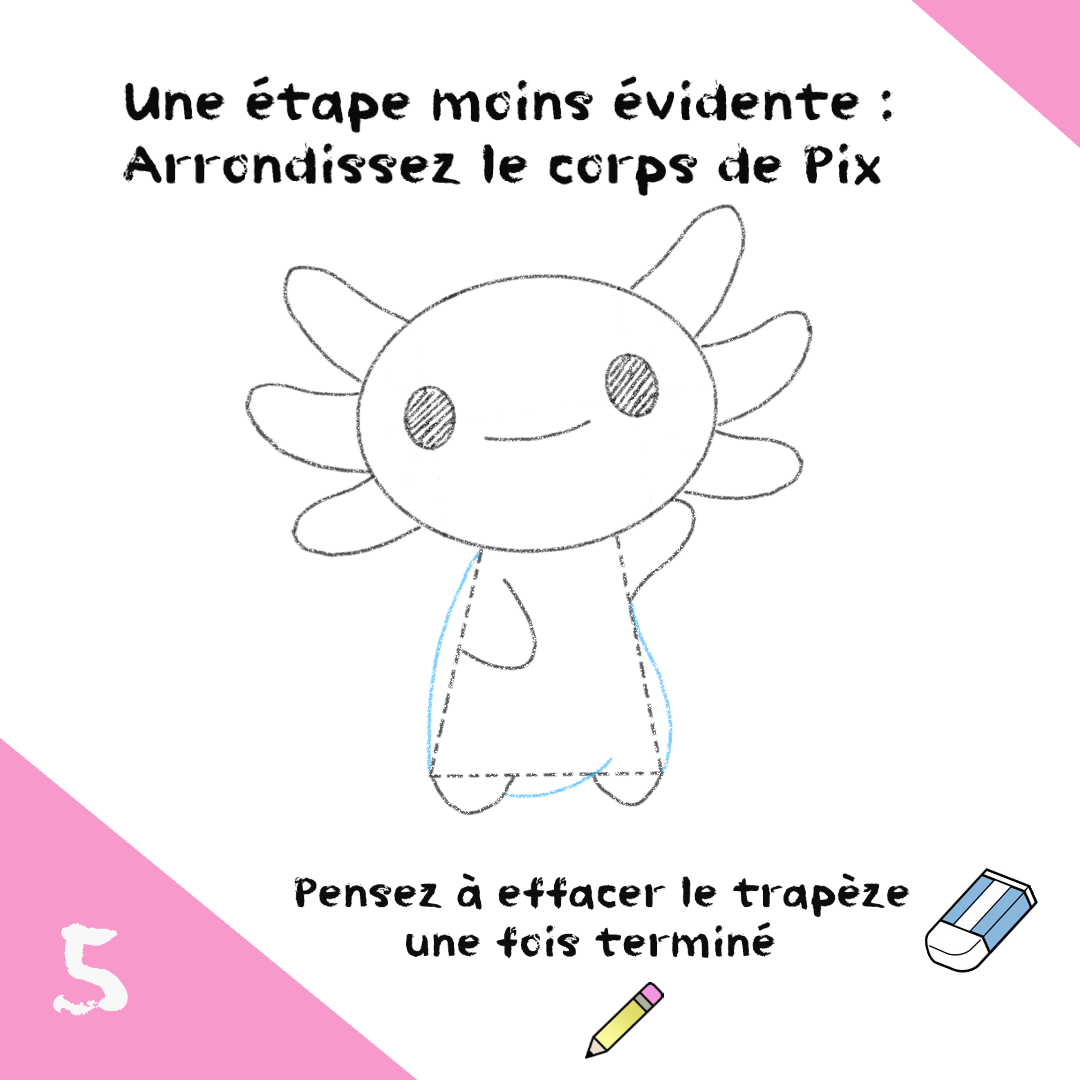 Une étape moins évidente :
Arrondissez le corps de Pix
Pensez à effacer le trapèze
une fois terminé
5